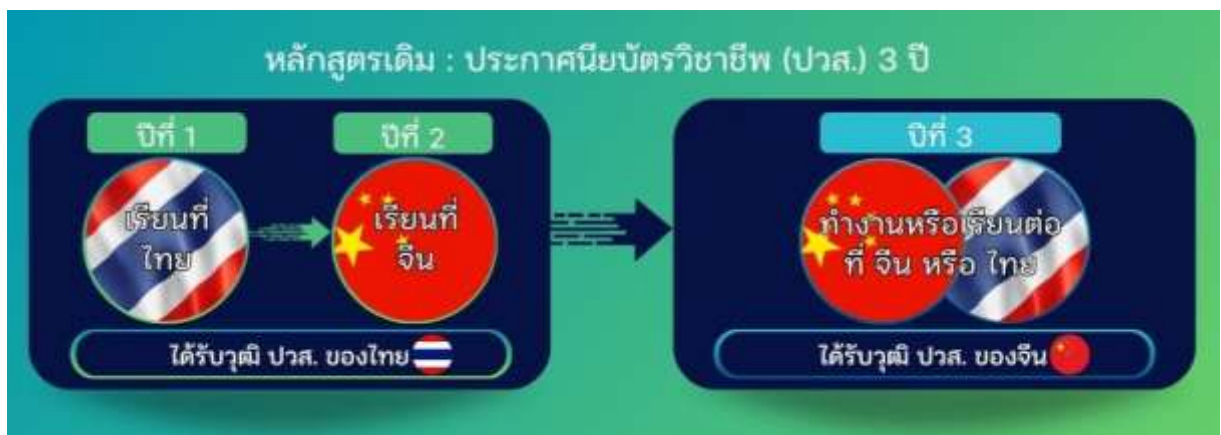 หลักสูตรเดิม : ประกาศนียบัตรวิชาชีพ (ปวส.) 3 ปี
ปีที่ 1
เรียนที่
ไทย
ปีที่ 2
เรียนที่
จีน
ได้รับวุฒิ ปวส. ของไทย
ปีที่ 3
ทำงานหรือเรียนต่อ
ที่ จีน หรือ ไทย
ได้รับวุฒิ ปวส. ของจีน